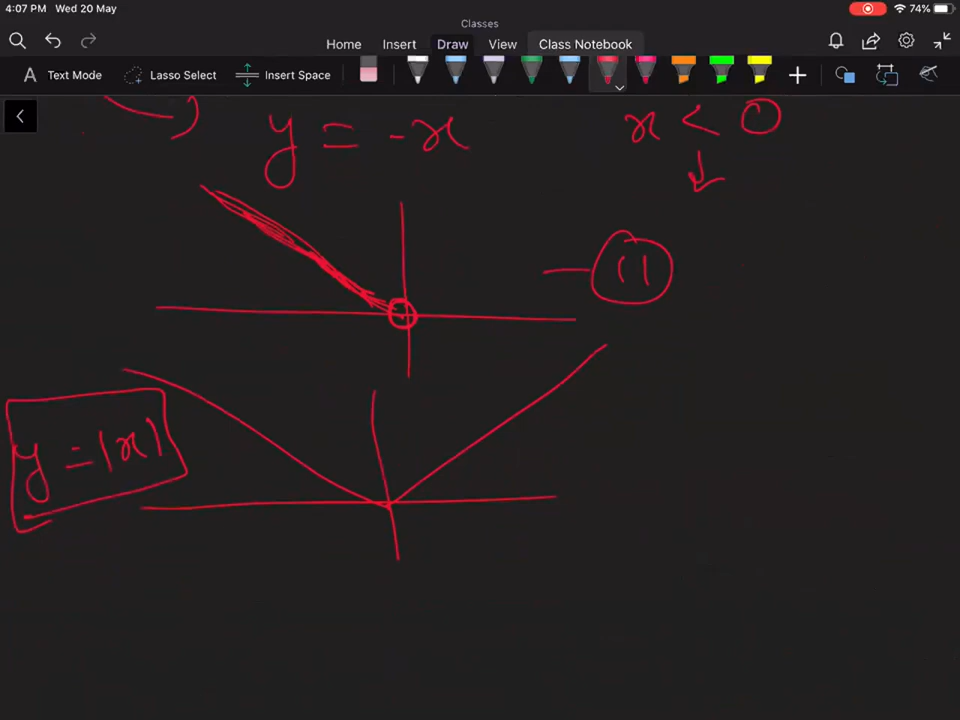 4:07 PM Wed 20 May
74%
Classes
Home Insert Draw View Class Notebook
Text Mode Lasso Select Insert Space
y = -x x < 0
(11)
y = |x|